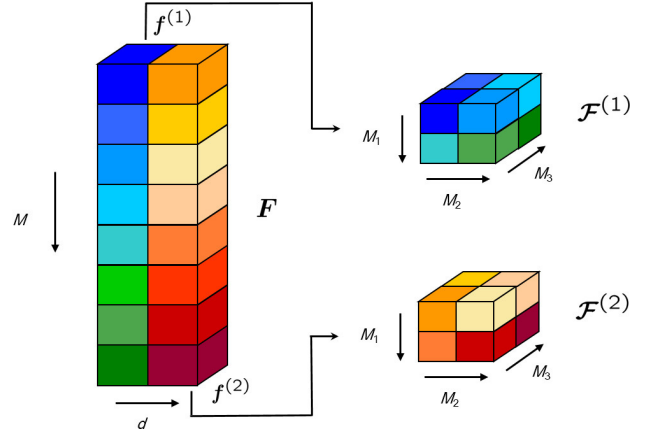 f^(1)
M
F
d
f^(2)
M₁
M₂
M₃
ℱ^(1)
M₁
M₂
M₃
ℱ^(2)